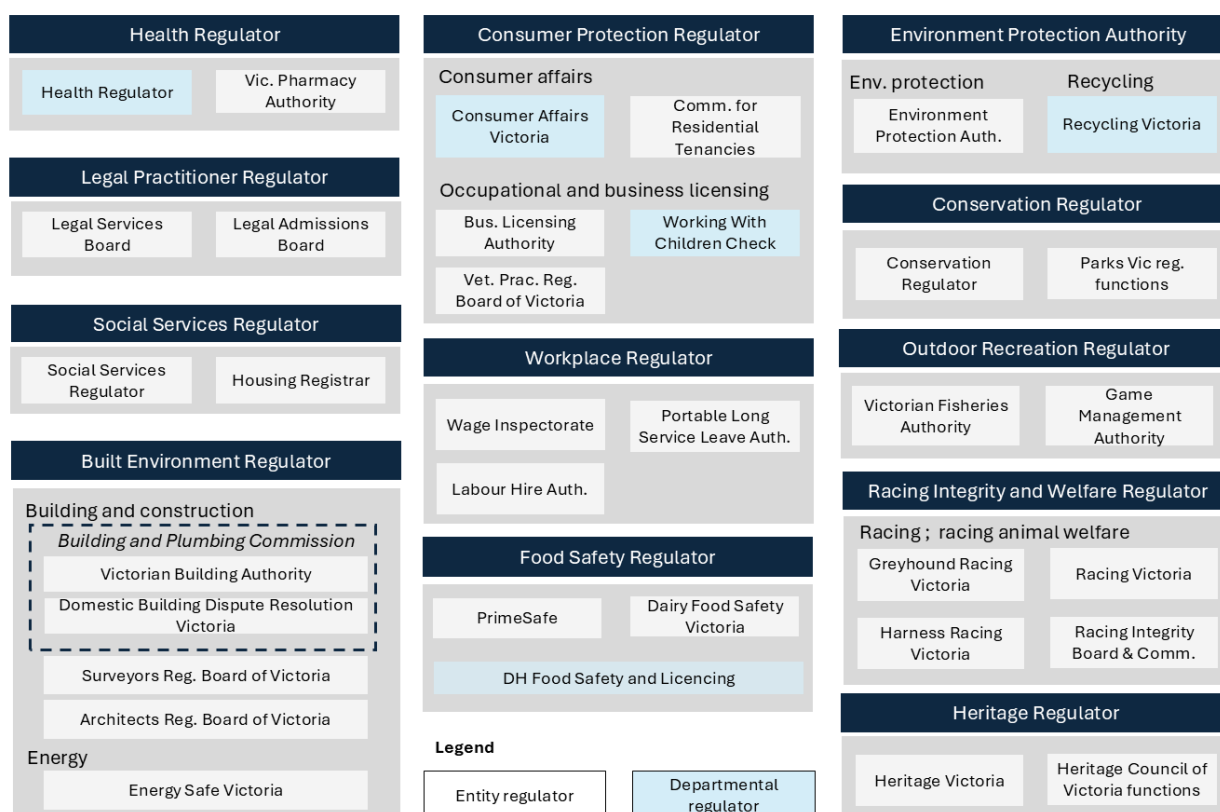 Health Regulator
Health Regulator
Vic. Pharmacy
Authority
Legal Practitioner Regulator
Legal Services
Board
Legal Admissions
Board
Social Services Regulator
Social Services
Regulator
Housing Registrar
Built Environment Regulator
Building and construction
Building and Plumbing Commission
Victorian Building Authority
Domestic Building Dispute Resolution
Victoria
Surveyors Reg. Board of Victoria
Architects Reg. Board of Victoria
Energy
Energy Safe Victoria
Consumer Protection Regulator
Consumer affairs
Consumer Affairs
Victoria
Comm. for
Residential
Tenancies
Occupational and business licensing
Bus. Licensing
Authority
Working With
Children Check
Vet. Prac. Reg.
Board of Victoria
Workplace Regulator
Wage Inspectorate
Portable Long
Service Leave Auth.
Labour Hire Auth.
Food Safety Regulator
PrimeSafe
Dairy Food Safety
Victoria
DH Food Safety and Licencing
Legend
Entity regulator
Departmental
regulator
Environment Protection Authority
Env. protection
Recycling
Environment
Protection Auth.
Recycling Victoria
Conservation Regulator
Conservation
Regulator
Parks Vic reg.
functions
Outdoor Recreation Regulator
Victorian Fisheries
Authority
Game
Management
Authority
Racing Integrity and Welfare Regulator
Racing ; racing animal welfare
Greyhound Racing
Victoria
Racing Victoria
Harness Racing
Victoria
Racing Integrity
Board & Comm.
Heritage Regulator
Heritage Victoria
Heritage Council of
Victoria functions